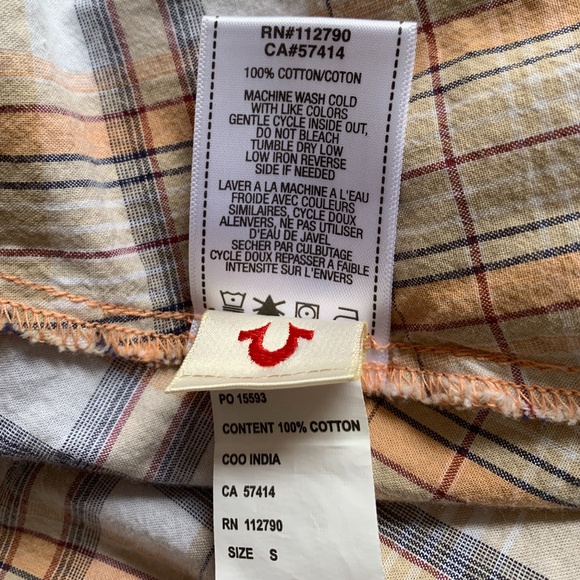 RN#112790
CA#57414
100% COTTON/COTON
MACHINE WASH COLD
WITH LIKE COLORS
GENTLE CYCLE INSIDE OUT,
DO NOT BLEACH
TUMBLE DRY LOW
LOW IRON REVERSE
SIDE IF NEEDED
LAVER A LA MACHINE A L'EAU
FROIDE AVEC COULEURS
SIMILAIRES, CYCLE DOUX
ALENVERS, NE PAS UTILISER
D'EAU DE JAVEL
SECHER PAR CULBUTAGE
CYCLE DOUX REPASSER A FAIBLE
INTENSITE SUR L'ENVERS
PO 15593
CONTENT 100% COTTON
COO INDIA
CA 57414
RN 112790
SIZE S